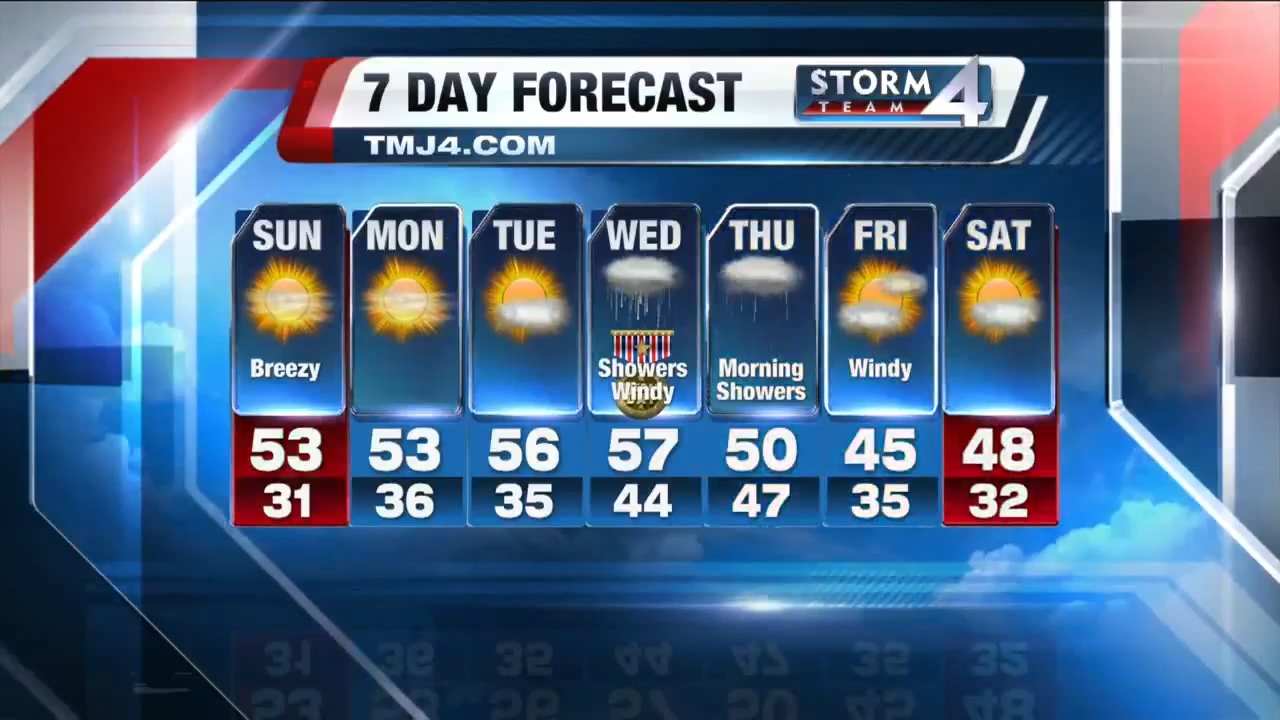 7 DAY FORECAST
STORM
TEAM 4
TMJ4.COM
SUN MON TUE WED THU FRI SAT
Breezy
Showers
Windy
Morning
Showers
Windy
53 53 56 57 50 45 48
31 36 35 44 47 35 32